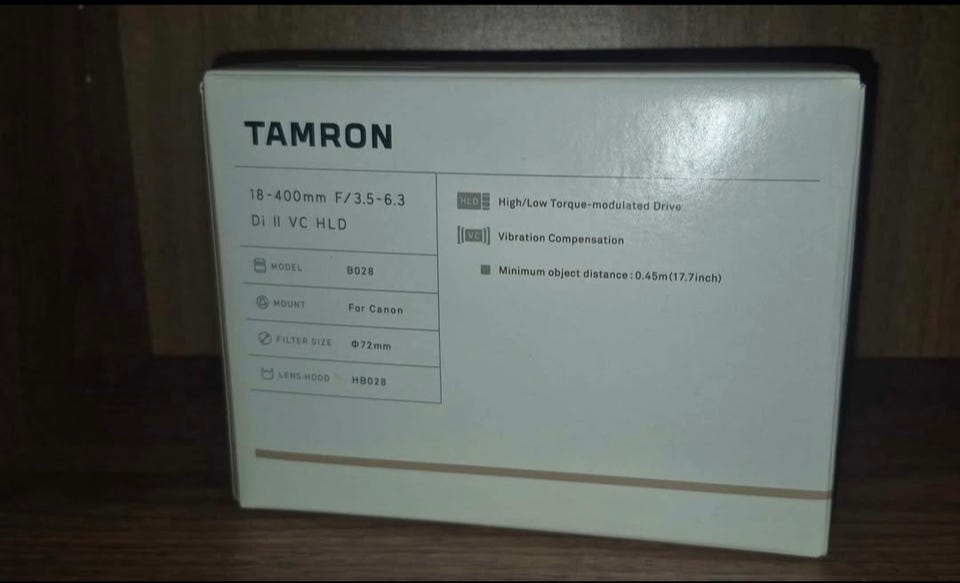 TAMRON
18-400mm F/3.5-6.3
Di II VC HLD
MODEL B028
MOUNT For Canon
FILTER SIZE Φ72mm
LENS HOOD HB028
HLD High/Low Torque-modulated Drive
VC Vibration Compensation
Minimum object distance : 0.45m(17.7inch)